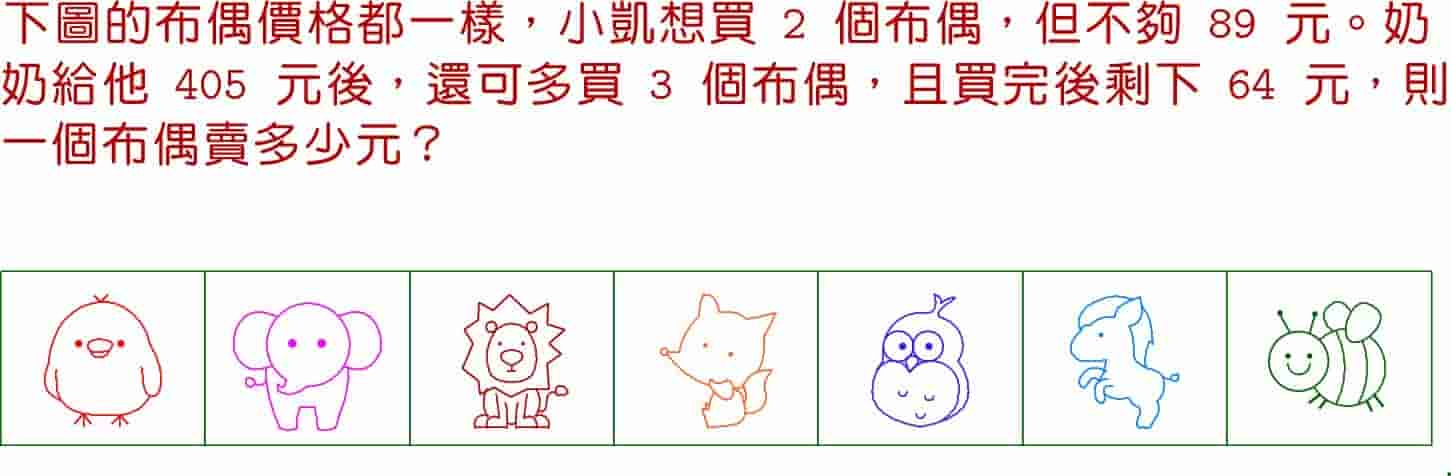 下圖的布偶價格都一樣，小凱想買 2 個布偶，但不夠 89 元。奶
奶給他 405 元後，還可多買 3 個布偶，且買完後剩下 64 元，則
一個布偶賣多少元？